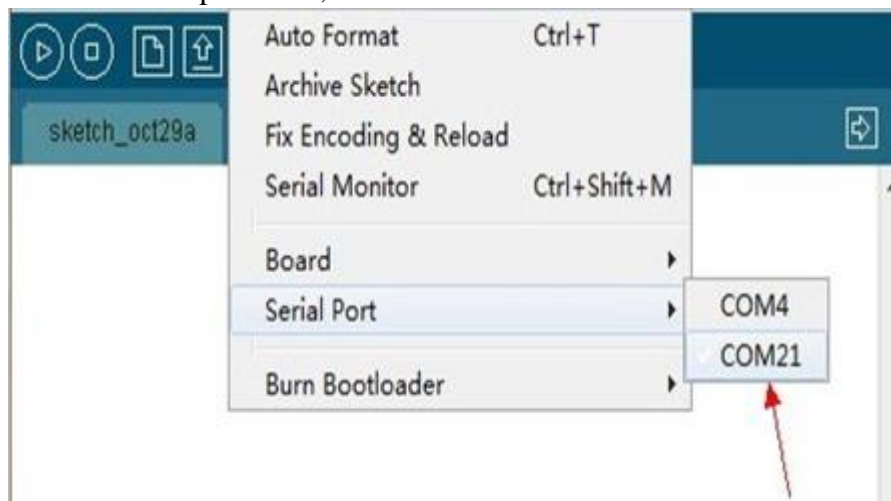 Auto Format Ctrl+T
Archive Sketch
sketch_oct29a
Fix Encoding & Reload
Serial Monitor Ctrl+Shift+M
Board
Serial Port
COM4
COM21
Burn Bootloader